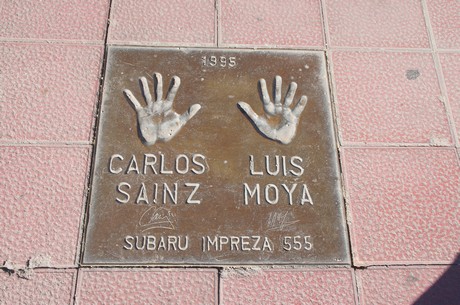 1995
CARLOS SAINZ
LUIS MOYA
SUBARU IMPREZA 555